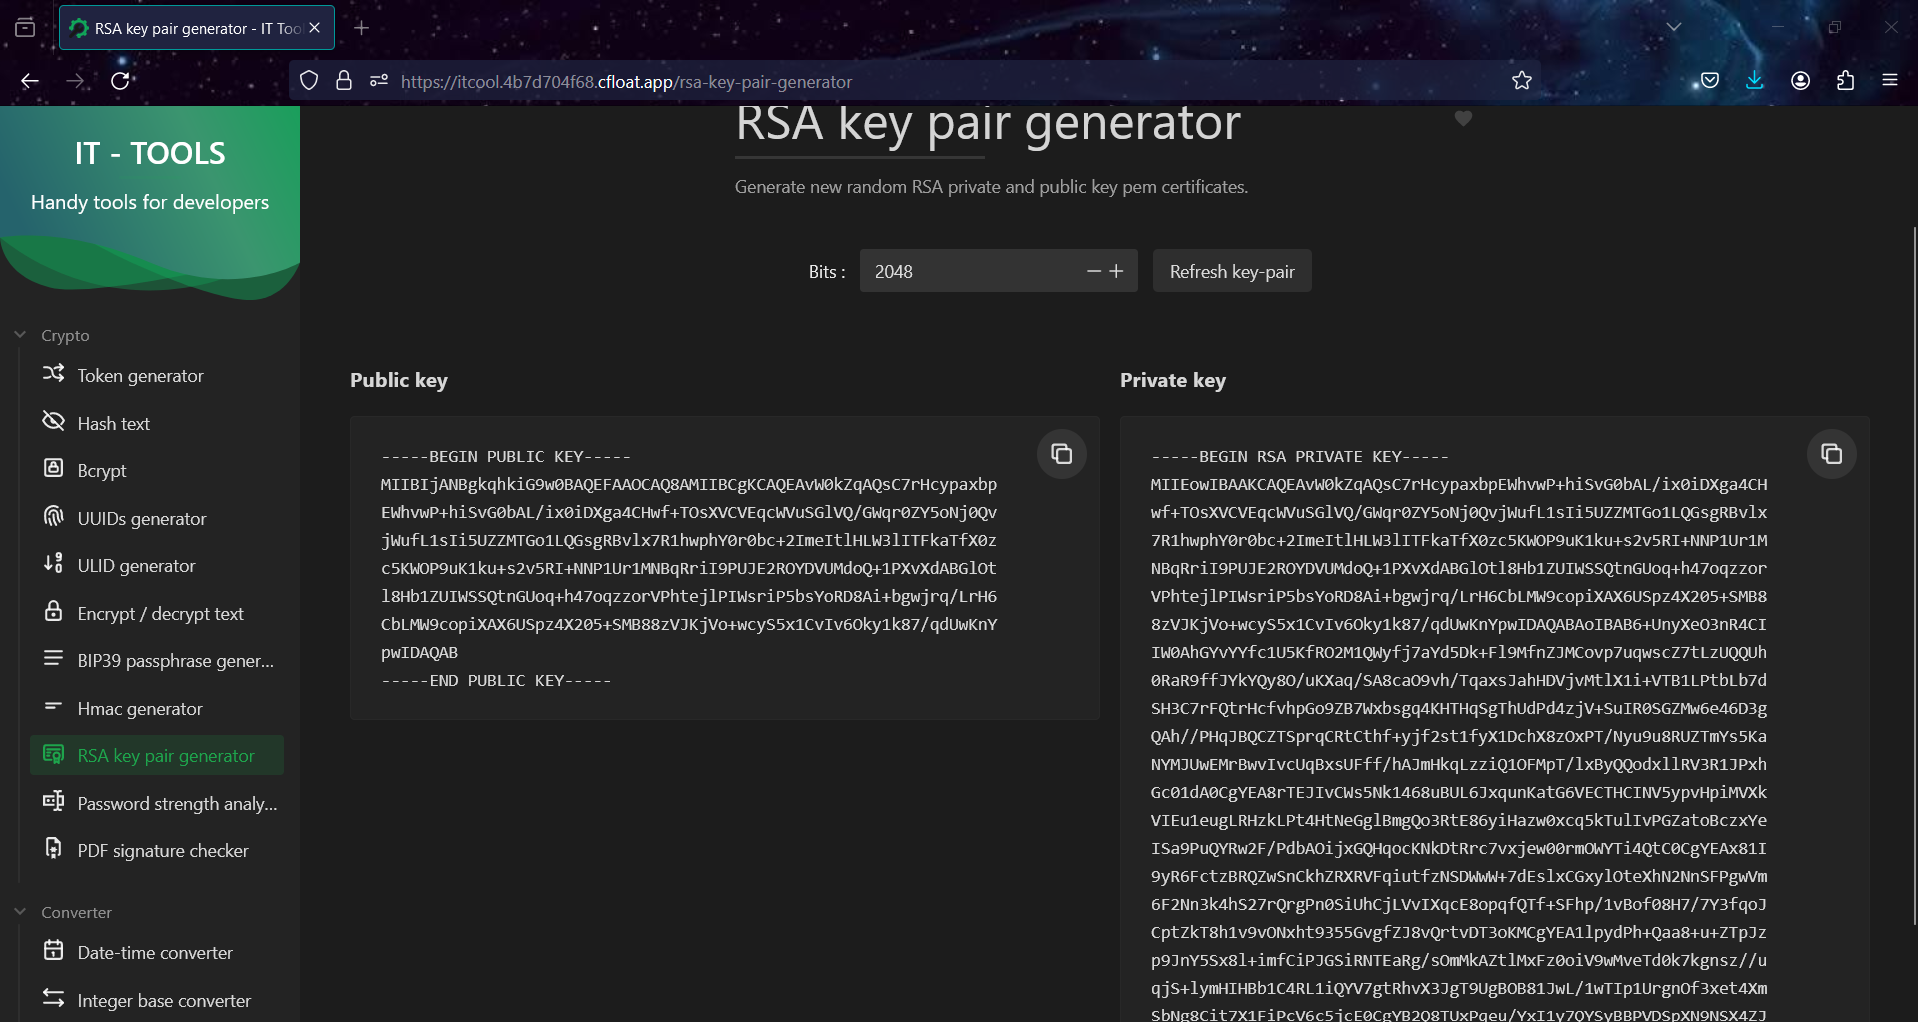 RSA key pair generator - IT Too
https://itcool.4b7d704f68.cfloat.app/rsa-key-pair-generator
IT - TOOLS
Handy tools for developers
Crypto
Token generator
Hash text
Bcrypt
UUIDs generator
ULID generator
Encrypt / decrypt text
BIP39 passphrase gener...
Hmac generator
RSA key pair generator
Password strength analy...
PDF signature checker
Converter
Date-time converter
Integer base converter
RSA key pair generator
Generate new random RSA private and public key pem certificates.
Bits :
2048
Refresh key-pair
Public key
-----BEGIN PUBLIC KEY-----
MIIBIjANBgkqhkiG9w0BAQEFAAOCAQ8AMIIBCgKCAQEAvW0kZqAQsC7rHcypaxbp
EWhvwP+hiSvG0bAL/ix0iDXga4CHwf+TOsXVCVEqcWVuSGlVQ/GWqr0ZY5oNj0Qv
jWufL1sIi5UZZMTGo1LQGsgRBvlx7R1hwphY0r0bc+2ImeItlHLW3lITFkaTfX0z
c5KWOP9uK1ku+s2v5RI+NNP1Ur1MNBqRriI9PUJE2ROYDVUMdoQ+1PXvXdABGlOt
l8Hb1ZUIWSSQtnGUoq+h47oqzzorVPhtejlPIWsriP5bsYoRD8Ai+bgwjrq/LrH6
CbLMW9copiXAX6USpz4X205+SMB88zVJKjVo+wcyS5x1CvIv6Oky1k87/qdUwKnY
pwIDAQAB
-----END PUBLIC KEY-----
Private key
-----BEGIN RSA PRIVATE KEY-----
MIIEowIBAAKCAQEAvW0kZqAQsC7rHcypaxbpEWhvwP+hiSvG0bAL/ix0iDXga4CH
wf+TOsXVCVEqcWVuSGlVQ/GWqr0ZY5oNj0QvjWufL1sIi5UZZMTGo1LQGsgRBvlx
7R1hwphY0r0bc+2ImeItlHLW3lITFkaTfX0zc5KWOP9uK1ku+s2v5RI+NNP1Ur1M
NBqRriI9PUJE2ROYDVUMdoQ+1PXvXdABGlOtl8Hb1ZUIWSSQtnGUoq+h47oqzzor
VPhtejlPIWsriP5bsYoRD8Ai+bgwjrq/LrH6CbLMW9copiXAX6USpz4X205+SMB8
8zVJKjVo+wcyS5x1CvIv6Oky1k87/qdUwKnYpwIDAQABAoIBAB6+UnyXeO3nR4CI
IW0AhGYvYYfc1U5KfRO2M1QWyfj7aYd5Dk+Fl9MfnZJMCovp7uqwscZ7tLzUQQUh
0RaR9ffJYkYQy8O/uKXaq/SA8caO9vh/TqaxsJahHDVjvMtlX1i+VTB1LPtbLb7d
SH3C7rFQtrHcfvhpGo9ZB7Wxbsgq4KHTHqSgThUdPd4zjV+SuIR0SGZMw6e46D3g
QAh//PHqJBQCZTSprqCRtCthf+yjf2st1fyX1DchX8zOxPT/Nyu9u8RUZTmYs5Ka
NYMJUwEMrBwvIvcUqBxsUFff/hAJmHkqLzziQ1OFMpT/lxByQQodxllRV3R1JPxh
Gc01dA0CgYEA8rTEJIvCWs5Nk1468uBUL6JxqunKatG6VECTHCINV5ypvHpiMVXk
VIEu1eugLRHzkLPt4HtNeGglBmgQo3RtE86yiHazw0xcq5kTulIvPGZatoBczxYe
ISa9PuQYRw2F/PdbAOijxGQHqocKNkDtRrc7vxjew00rmOWYTi4QtC0CgYEAx81I
9yR6FctzBRQZwSnCkhZRXRVFqiutfzNSDWwW+7dEslxCGxylOteXhN2NnSFPgwVm
6F2Nn3k4hS27rQrgPn0SiUhCjLVvIXqcE8opqfQTf+SFhp/1vBof08H7/7Y3fqoJ
CptZkT8h1v9vONxht9355GvgfZJ8vQrtvDT3oKMCgYEA1lpydPh+Qaa8+u+ZTpJz
p9JnY5Sx8l+imfCiPJGSiRNTEaRg/sOmMkAZtlMxFz0oiV9wMveTd0k7kgnsz//u
qjS+lymHIHBb1C4RL1iQYV7gtRhvX3JgT9UgBOB81JwL/1wTIp1UrgnOf3xet4Xm
SbNg8Cit7X1FiPcV6c5jcE0CgYB2Q8TUxPqeu/YxI1y7QYSyBBPVDSpXN9NSX4ZJ